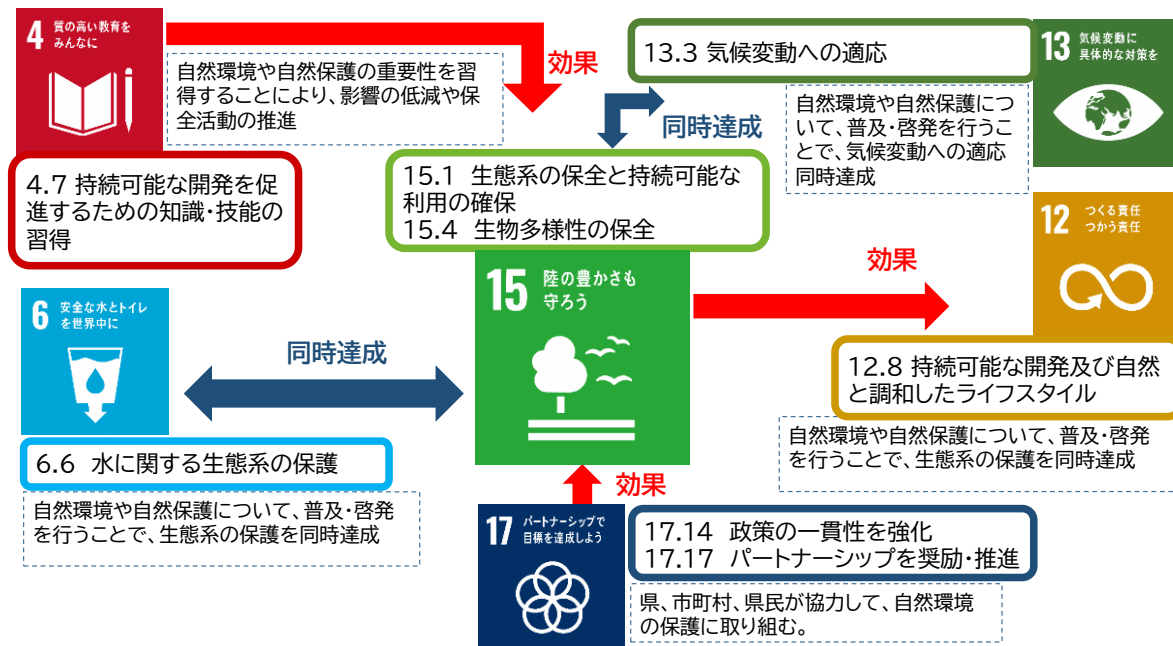 4 質の高い教育を
みんなに
効果
自然環境や自然保護の重要性を習
得することにより、影響の低減や保
全活動の推進
4.7 持続可能な開発を促
進するための知識・技能の
習得
13.3 気候変動への適応
13 気候変動に
具体的な対策を
同時達成
自然環境や自然保護につ
いて、普及・啓発を行うこ
とで、気候変動への適応
同時達成
15.1 生態系の保全と持続可能な
利用の確保
15.4 生物多様性の保全
15 陸の豊かさも
守ろう
効果
12 つくる責任
つかう責任
12.8 持続可能な開発及び自然
と調和したライフスタイル
自然環境や自然保護について、普及・啓発
を行うことで、生態系の保護を同時達成
6 安全な水とトイレ
を世界中に
同時達成
6.6 水に関する生態系の保護
自然環境や自然保護について、普及・啓発
を行うことで、生態系の保護を同時達成
効果
17 パートナーシップで
目標を達成しよう
17.14 政策の一貫性を強化
17.17 パートナーシップを奨励・推進
県、市町村、県民が協力して、自然環境
の保護に取り組む。